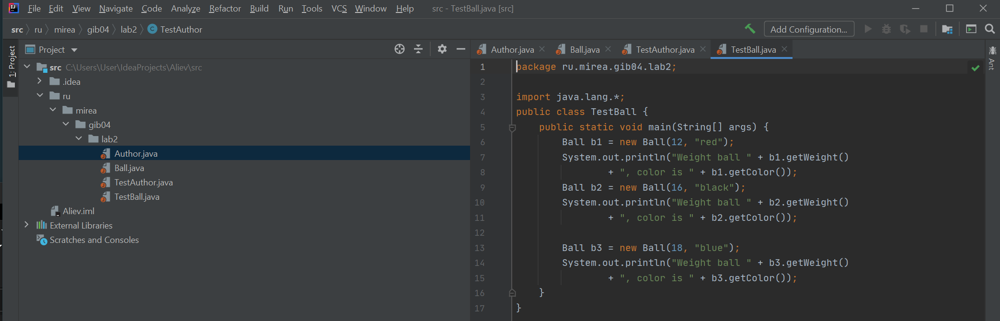 File Edit View Navigate Code Analyze Refactor Build Run Tools VCS Window Help src - TestBall.java [src]
src ru mirea gib04 lab2 C TestAuthor Add Configuration...
1: Project
Project
src C:\Users\User\IdeaProjects\Aliev\src
.idea
ru
mirea
gib04
lab2
Author.java
Ball.java
TestAuthor.java
TestBall.java
Aliev.iml
External Libraries
Scratches and Consoles
Author.java Ball.java TestAuthor.java TestBall.java
1 package ru.mirea.gib04.lab2;
2
3 import java.lang.*;
4 public class TestBall {
5     public static void main(String[] args) {
6         Ball b1 = new Ball(12, "red");
7         System.out.println("Weight ball " + b1.getWeight()
8                 + ", color is " + b1.getColor());
9         Ball b2 = new Ball(16, "black");
10         System.out.println("Weight ball " + b2.getWeight()
11                 + ", color is " + b2.getColor());
12
13         Ball b3 = new Ball(18, "blue");
14         System.out.println("Weight ball " + b3.getWeight()
15                 + ", color is " + b3.getColor());
16     }
17 }
Ant